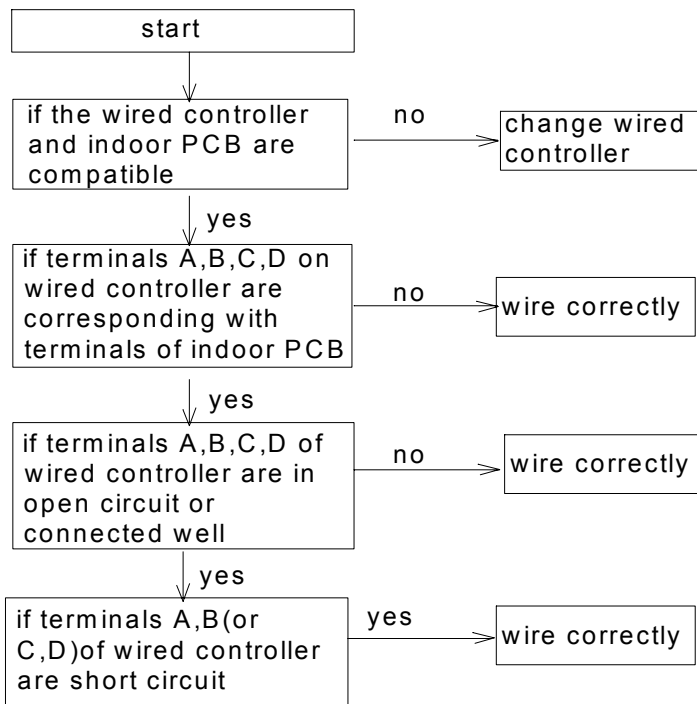 start
if the wired controller
and indoor PCB are
compatible
no
change wired
controller
yes
if terminals A,B,C,D on
wired controller are
corresponding with
terminals of indoor PCB
no
wire correctly
yes
if terminals A,B,C,D of
wired controller are in
open circuit or
connected well
no
wire correctly
yes
if terminals A,B(or
C,D)of wired controller
are short circuit
yes
wire correctly